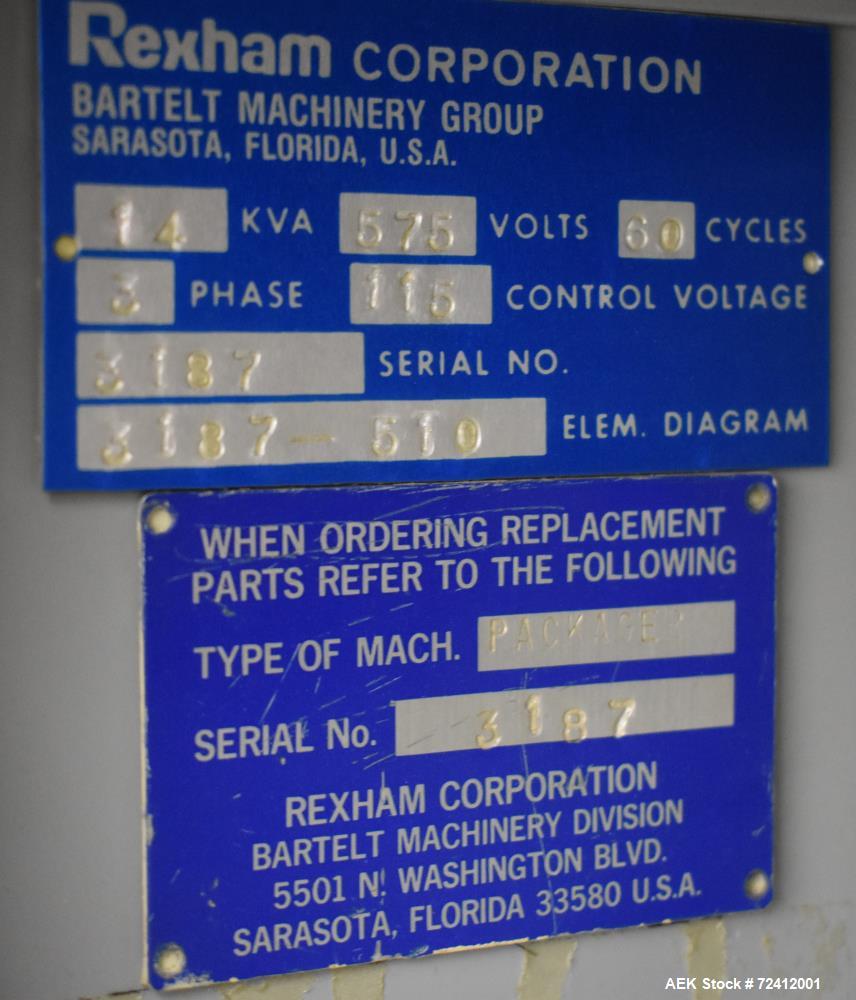 Rexham CORPORATION
BARTELT MACHINERY GROUP
SARASOTA, FLORIDA, U.S.A.
14 KVA 575 VOLTS 60 CYCLES
3 PHASE 115 CONTROL VOLTAGE
3187 SERIAL NO.
3187-510 ELEM. DIAGRAM
WHEN ORDERING REPLACEMENT
PARTS REFER TO THE FOLLOWING
TYPE OF MACH. PACKAGER
SERIAL No. 3187
REXHAM CORPORATION
BARTELT MACHINERY DIVISION
5501 N. WASHINGTON BLVD.
SARASOTA, FLORIDA 33580 U.S.A.
AEK Stock # 72412001